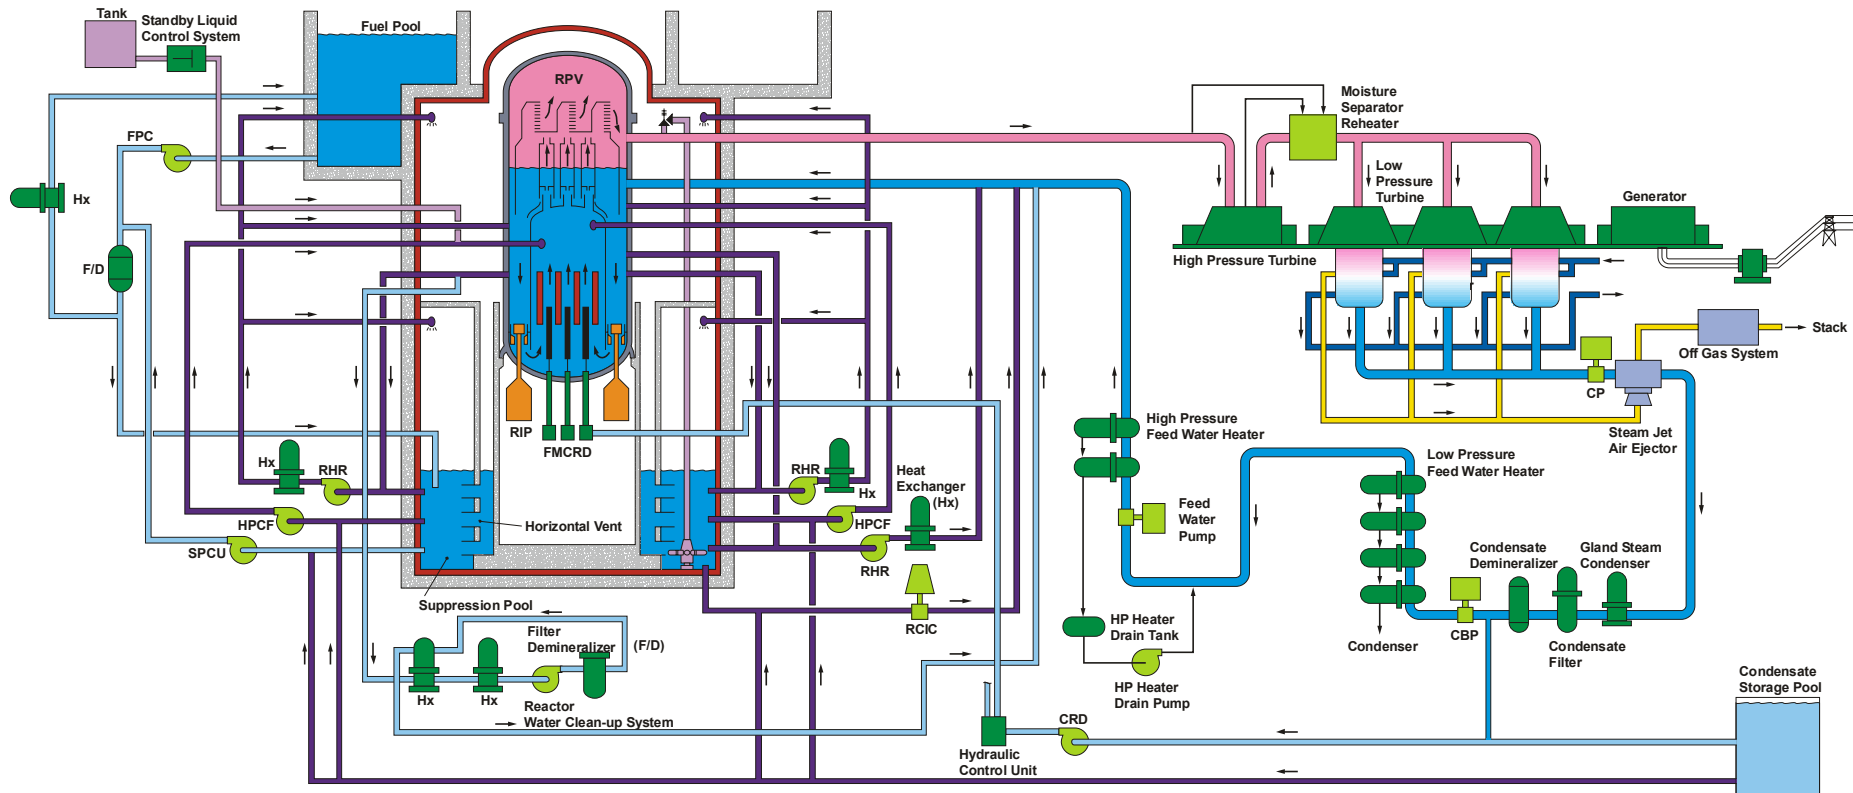 Tank
Standby Liquid
Control System
Fuel Pool
RPV
FPC
Hx
F/D
Moisture
Separator
Reheater
Low
Pressure
Turbine
Generator
High Pressure Turbine
Stack
Off Gas System
CP
Steam Jet
Air Ejector
RIP
FMCRD
High Pressure
Feed Water Heater
Low Pressure
Feed Water Heater
Hx
RHR
HPCF
SPCU
Horizontal Vent
Suppression Pool
RHR
Hx
Heat
Exchanger
(Hx)
HPCF
RHR
RCIC
Feed
Water
Pump
Condensate
Demineralizer
Gland Steam
Condenser
CBP
Condensate
Filter
Condenser
HP Heater
Drain Tank
HP Heater
Drain Pump
Filter
Demineralizer
(F/D)
Hx
Hx
Reactor
Water Clean-up System
CRD
Hydraulic
Control Unit
Condensate
Storage Pool